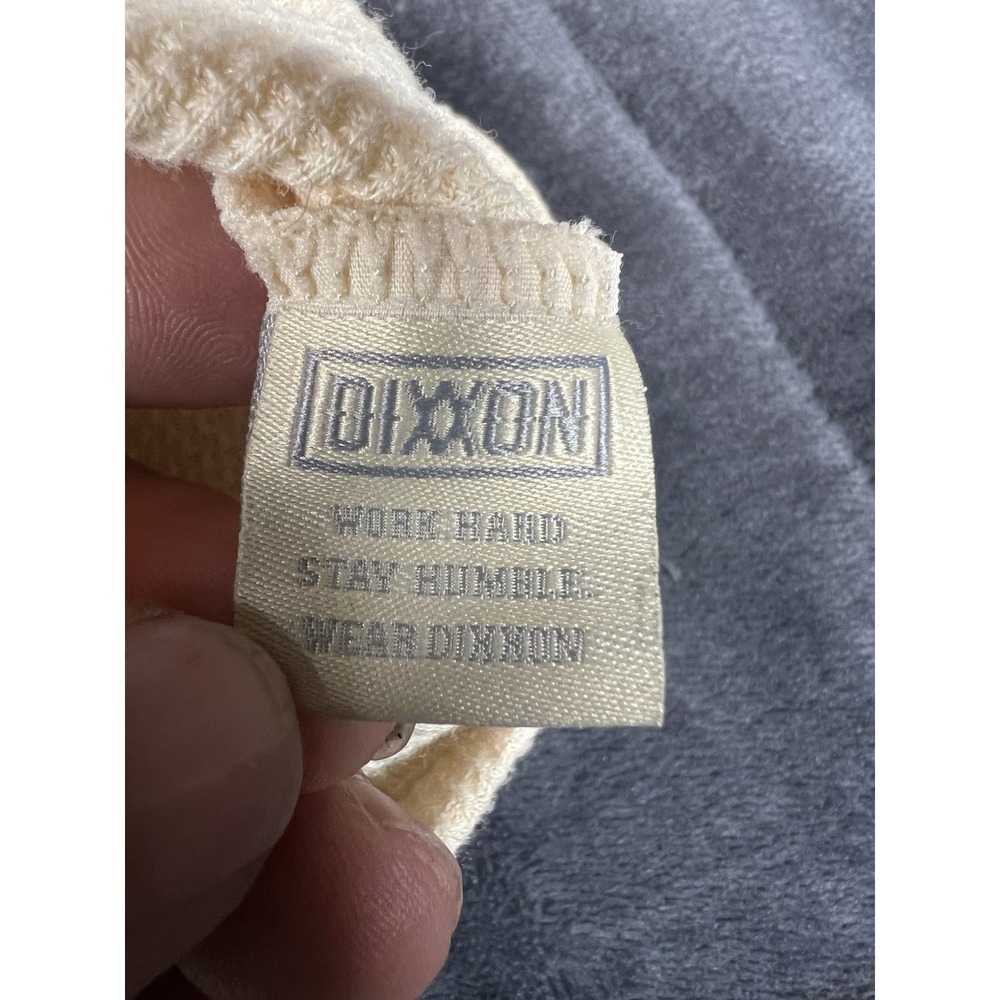 DIXXON
WORK HARD
STAY HUMBLE.
WEAR DIXXON